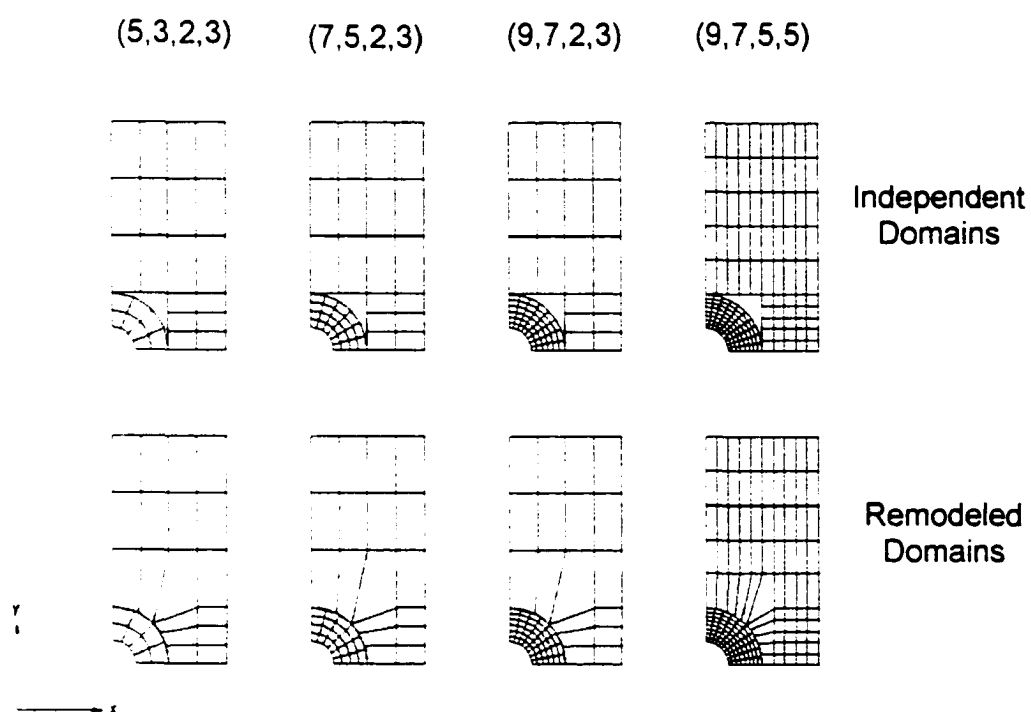 (5,3,2,3) (7,5,2,3) (9,7,2,3) (9,7,5,5)
Independent
Domains
Remodeled
Domains
Y
x